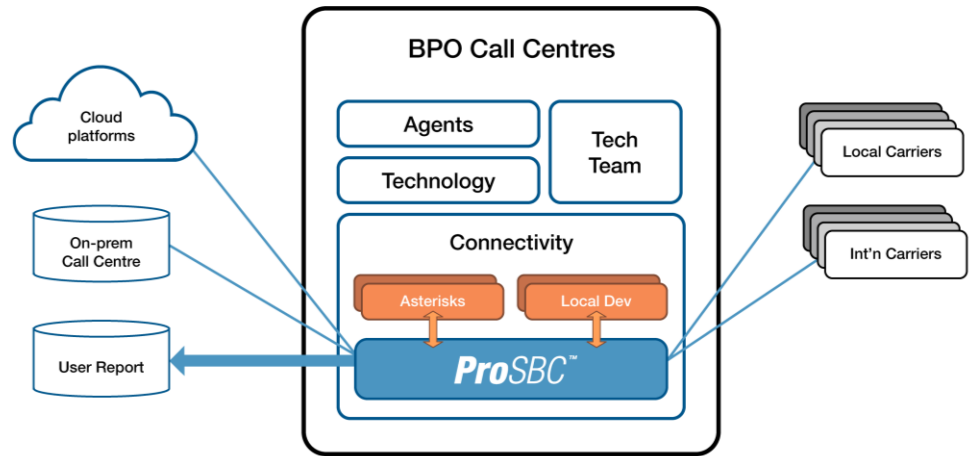 BPO Call Centres
Cloud
platforms
On-prem
Call Centre
User Report
Agents
Technology
Tech
Team
Connectivity
Asterisks
Local Dev
ProSBC™
Local Carriers
Int'n Carriers